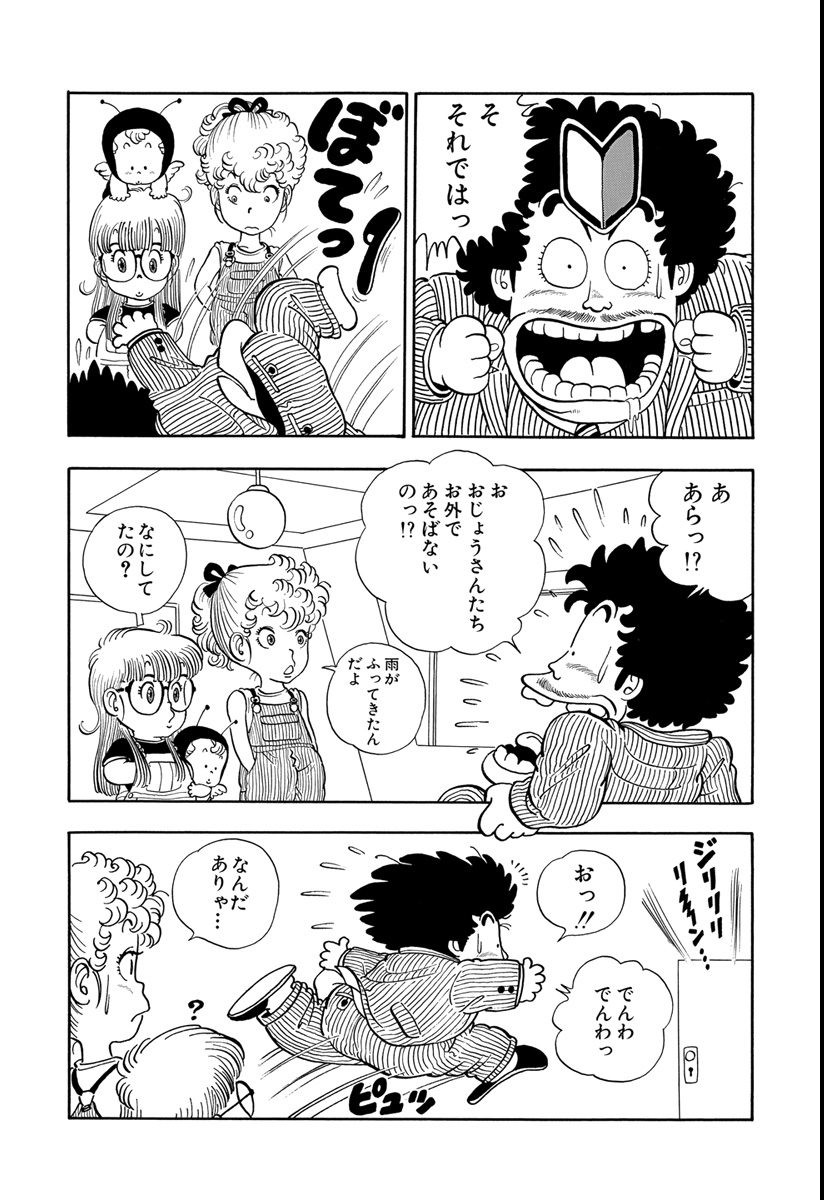 そ
それではっ
ぼてっ
あ
あらっ!?
お
おじょうさんたち
お外で
あそばない
のっ!?
雨が
ふってきたん
だよ
なにして
たの?
ジリリリ
リーーン…
でんわ
でんわっ
おっ!!
ピュッ
?
なんだ
ありゃ…